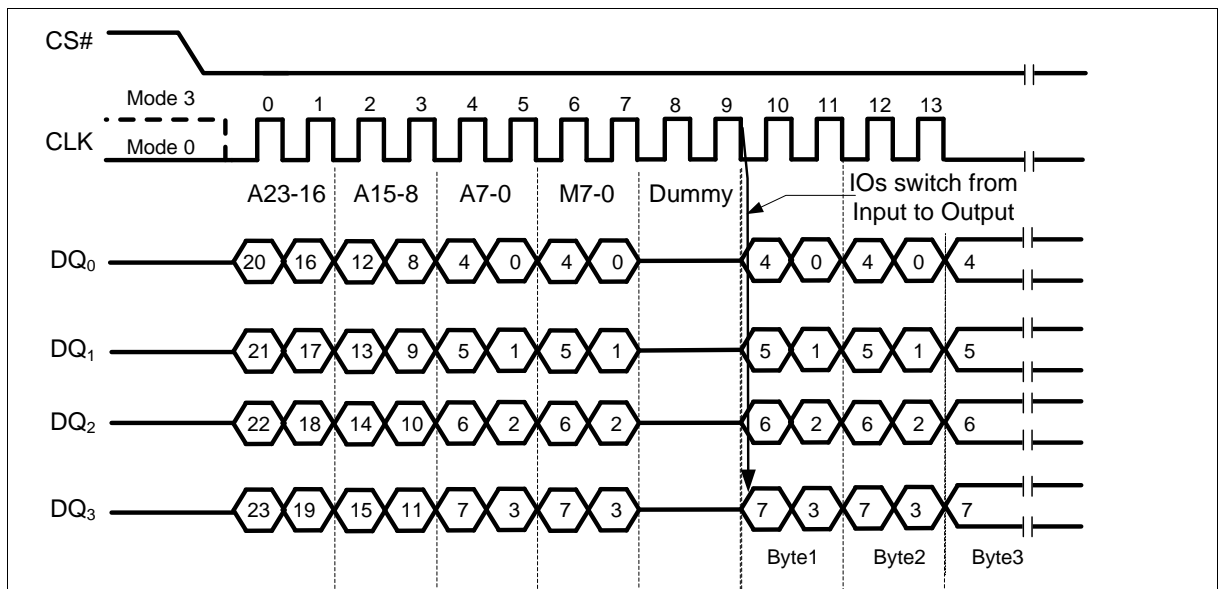 CS#
Mode 3
0 1 2 3 4 5 6 7 8 9 10 11 12 13
CLK
Mode 0
A23-16 A15-8 A7-0 M7-0 Dummy
IOs switch from
Input to Output
DQ0 20 16 12 8 4 0 4 0 4 0 4 0 4
DQ1 21 17 13 9 5 1 5 1 5 1 5 1 5
DQ2 22 18 14 10 6 2 6 2 6 2 6 2 6
DQ3 23 19 15 11 7 3 7 3 7 3 7 3 7
Byte1 Byte2 Byte3